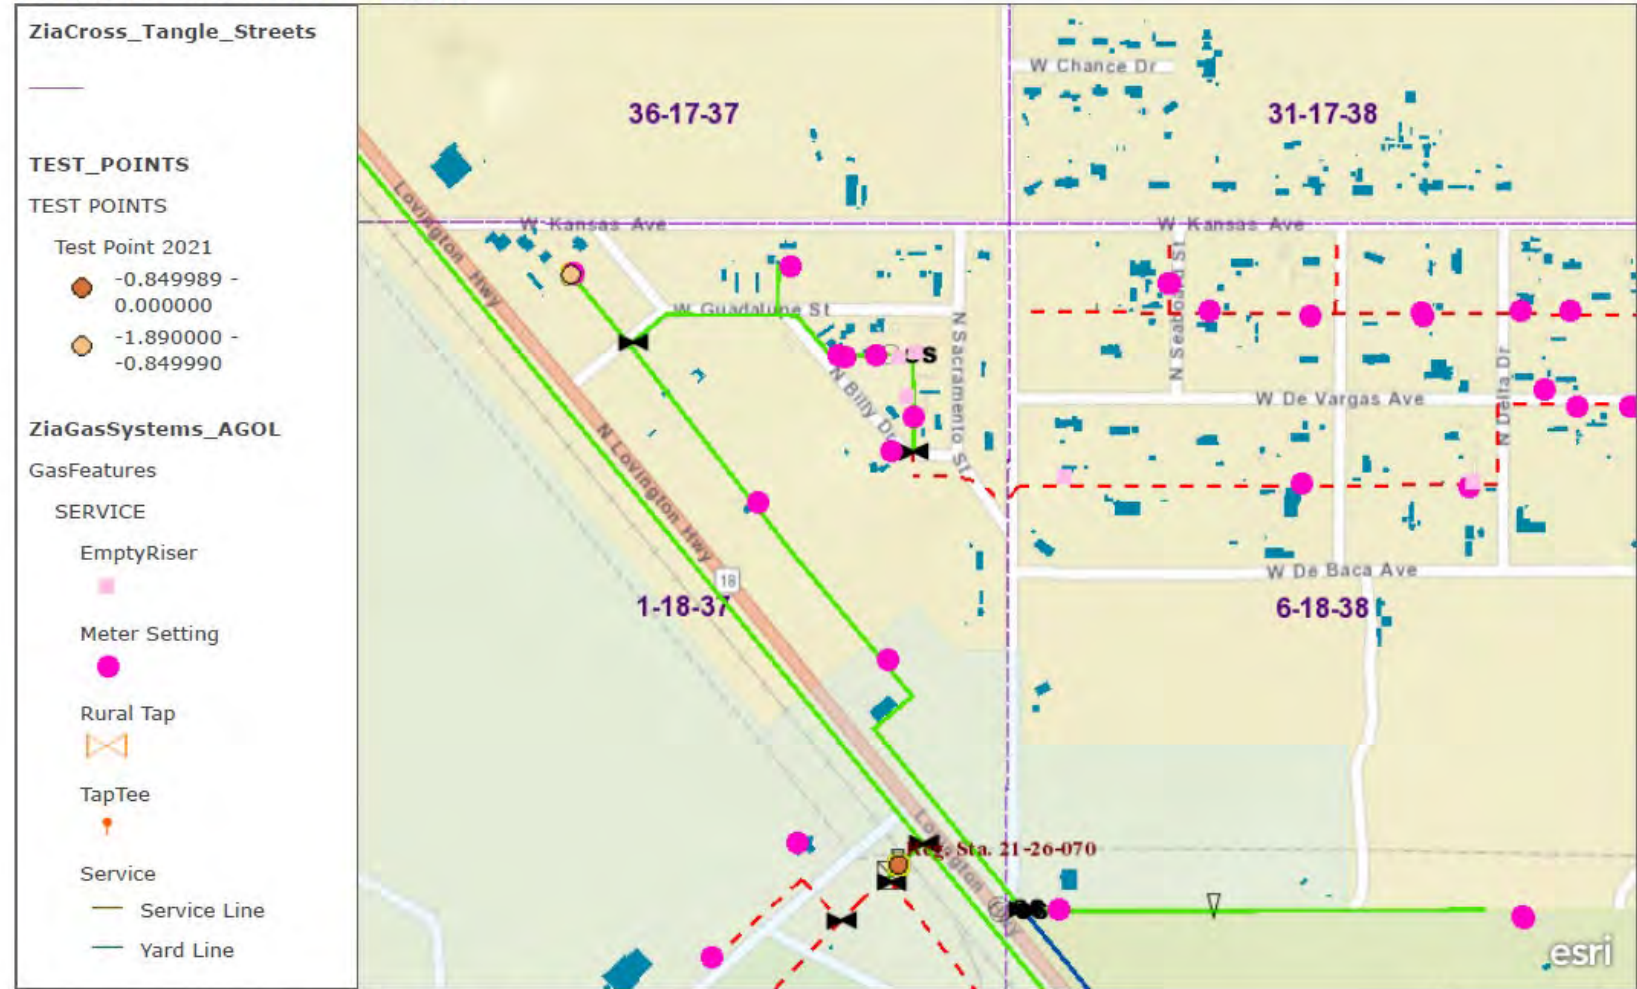 ZiaCross_Tangle_Streets
TEST_POINTS
TEST POINTS
Test Point 2021
-0.849989 -
0.000000
-1.890000 -
-0.849990
ZiaGasSystems_AGOL
GasFeatures
SERVICE
EmptyRiser
Meter Setting
Rural Tap
TapTee
Service
Service Line
Yard Line
W Chance Dr
36-17-37
31-17-38
Lovington Hwy
W Kansas Ave
W Kansas Ave
W Guadalupe St
N Seaboard St
N Sacramento St
N Billy Dr
N Delta Dr
W De Vargas Ave
N Lovington Hwy
18
W De Baca Ave
1-18-37
6-18-38
Lovington
Reg. Sta. 21-26-070
esri